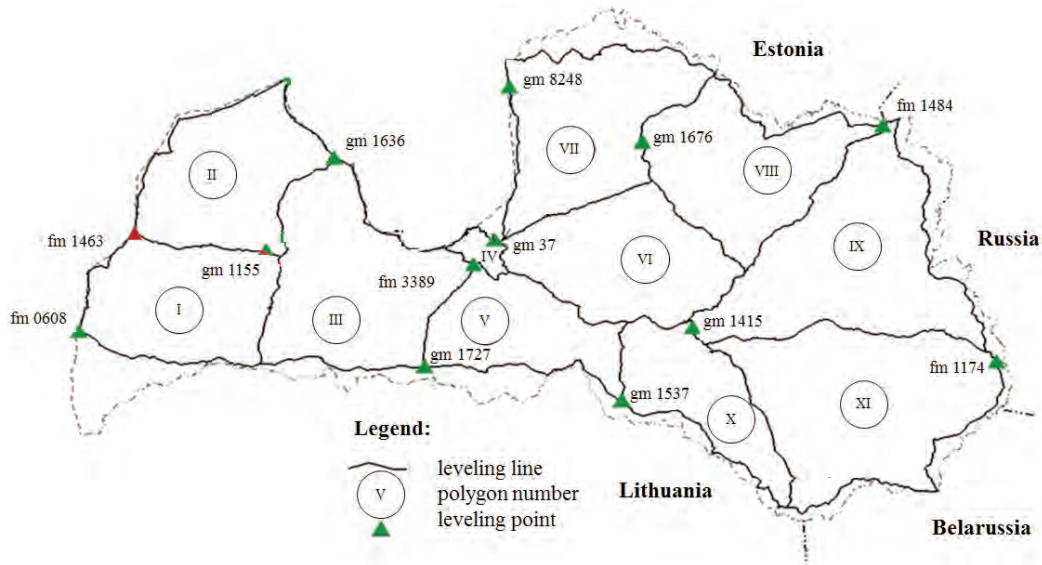 Estonia
gm 8248
fm 1484
gm 1636
gm 1676
VII
VIII
II
fm 1463
gm 37
Russia
IX
gm 1155
IV
VI
fm 3389
I
III
V
fm 0608
gm 1415
gm 1727
fm 1174
gm 1537
X
XI
Legend:
leveling line
V
polygon number
leveling point
Lithuania
Belarussia